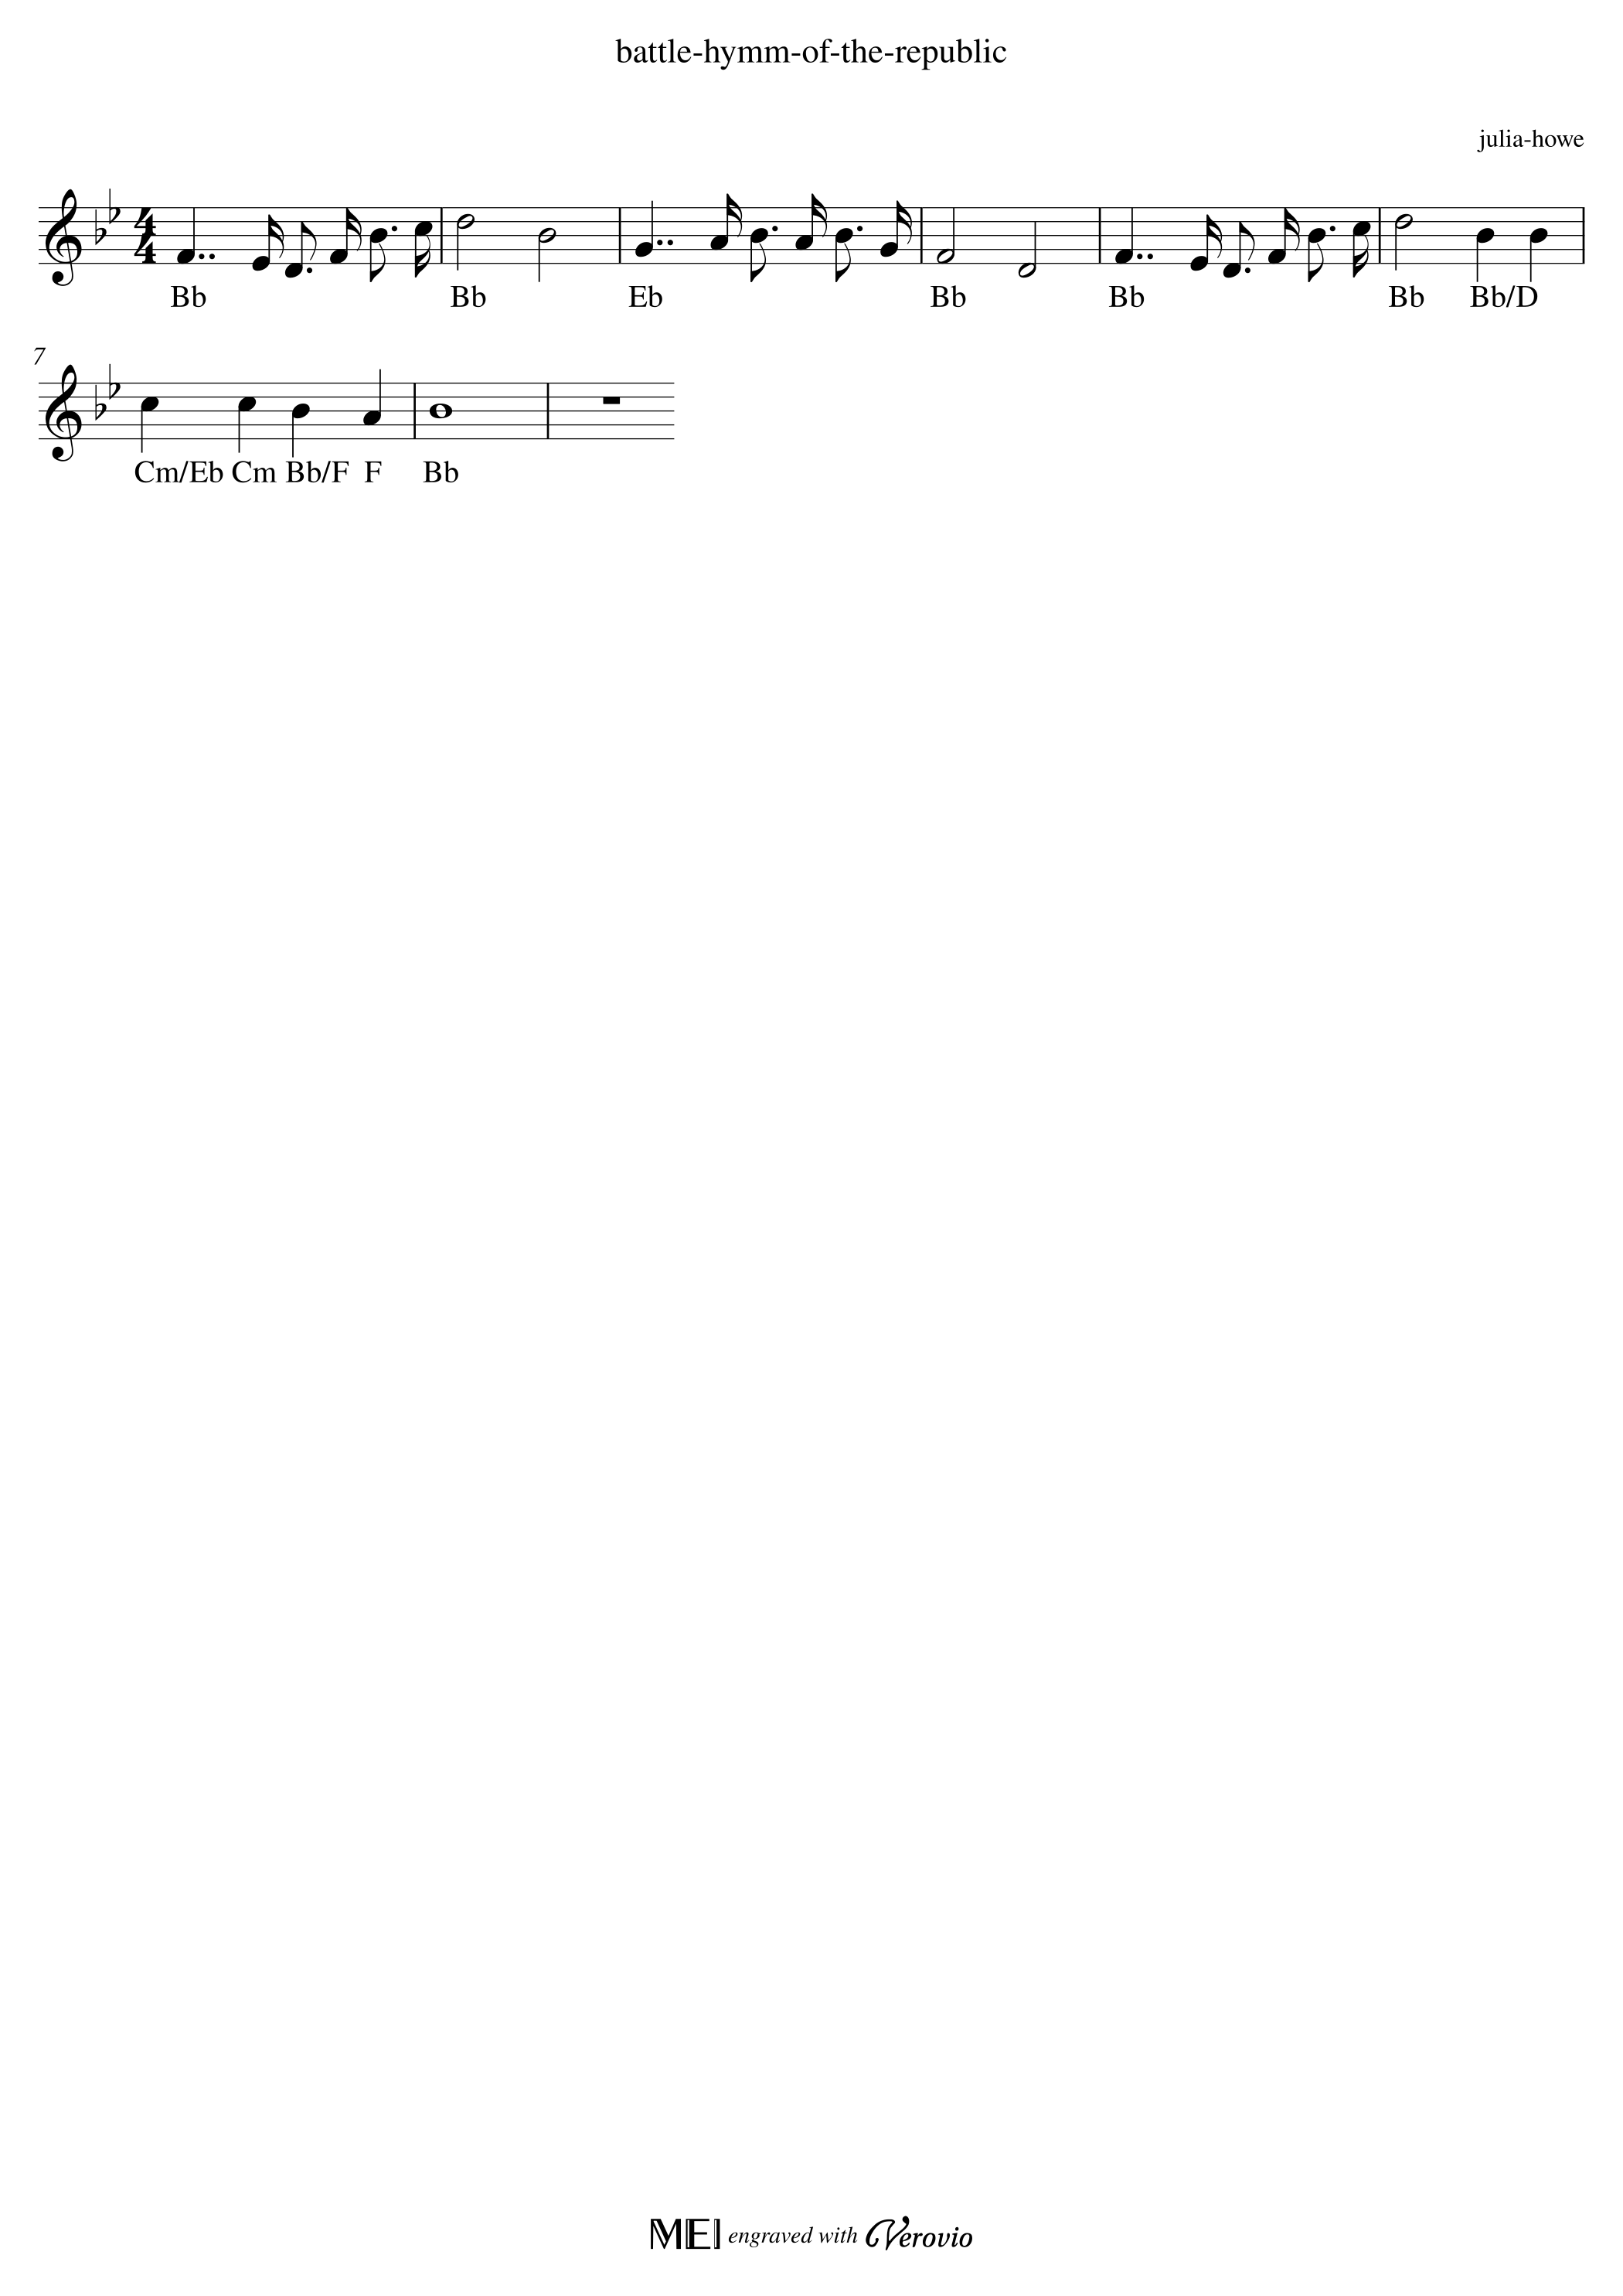 battle-hymm-of-the-republic
julia-howe
4 4
Bb Bb Eb Bb Bb Bb Bb/D
7
Cm/Eb Cm Bb/F F Bb
MEI engraved with Verovio